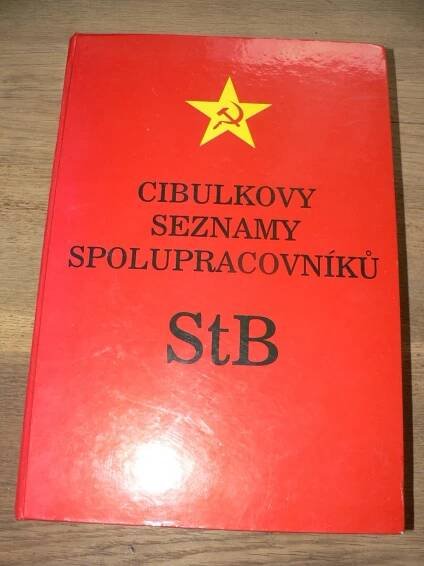 CIBULKOVY
SEZNAMY
SPOLUPRACOVNÍKŮ
StB